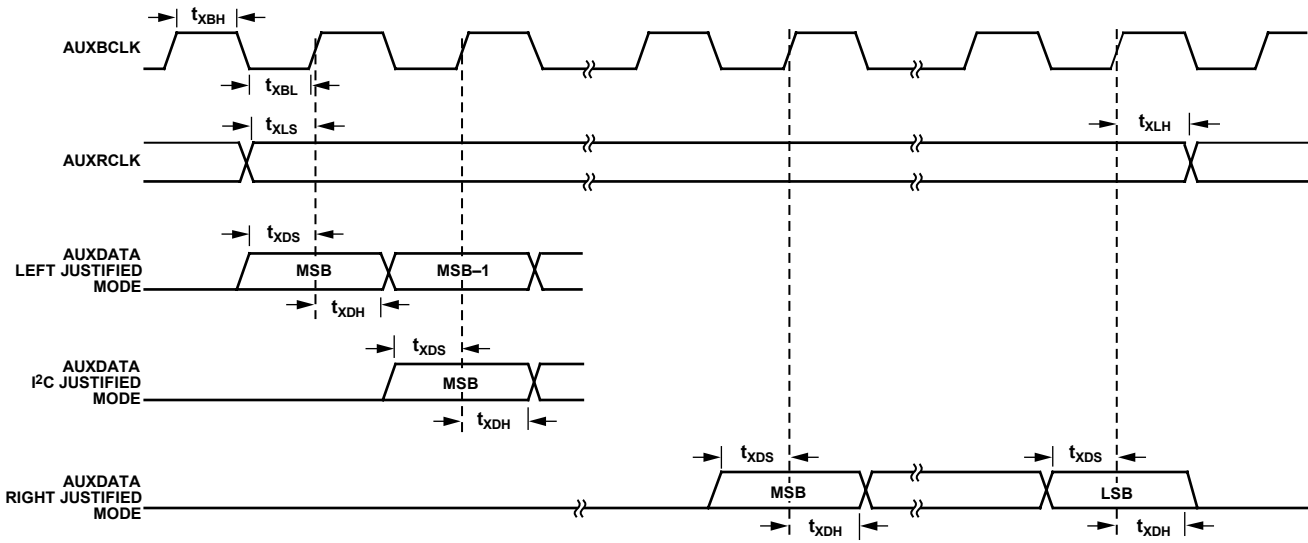 tXBH
AUXBCLK
tXBL
tXLS
tXLH
AUXRCLK
tXDS
AUXDATA
LEFT JUSTIFIED
MODE
MSB
MSB–1
tXDH
tXDS
AUXDATA
I²C JUSTIFIED
MODE
MSB
tXDH
tXDS
tXDS
AUXDATA
RIGHT JUSTIFIED
MODE
MSB
LSB
tXDH
tXDH